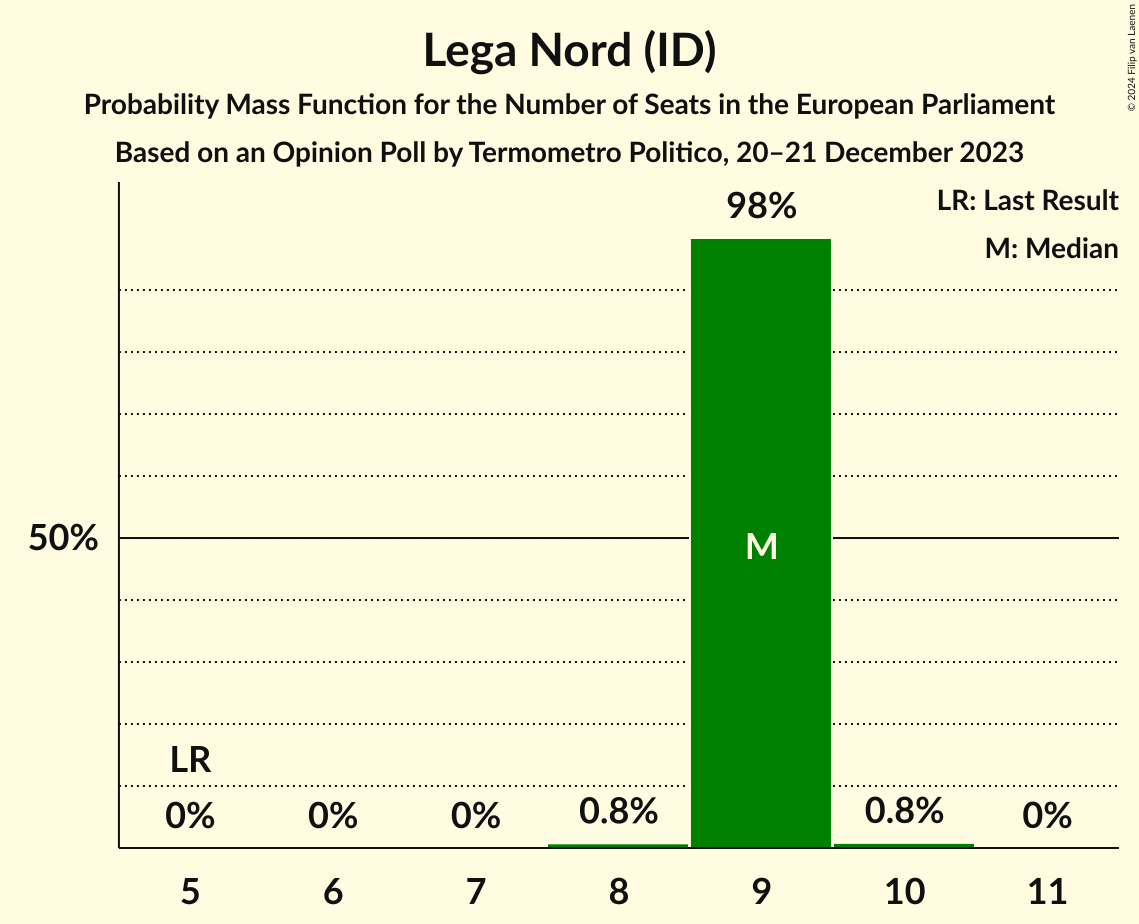 Lega Nord (ID)
Probability Mass Function for the Number of Seats in the European Parliament
Based on an Opinion Poll by Termometro Politico, 20–21 December 2023
© 2024 Filip van Laenen
LR: Last Result
M: Median
98%
50%
M
LR
0%
0%
0%
0.8%
0.8%
0%
5
6
7
8
9
10
11